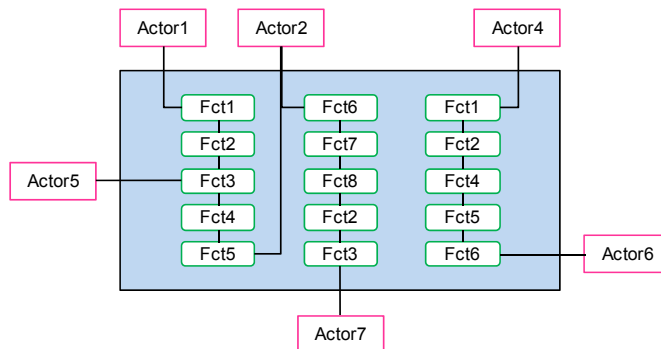 Actor1
Actor2
Actor4
Fct1
Fct6
Fct1
Fct2
Fct7
Fct2
Actor5
Fct3
Fct8
Fct4
Fct4
Fct2
Fct5
Fct5
Fct3
Fct6
Actor6
Actor7